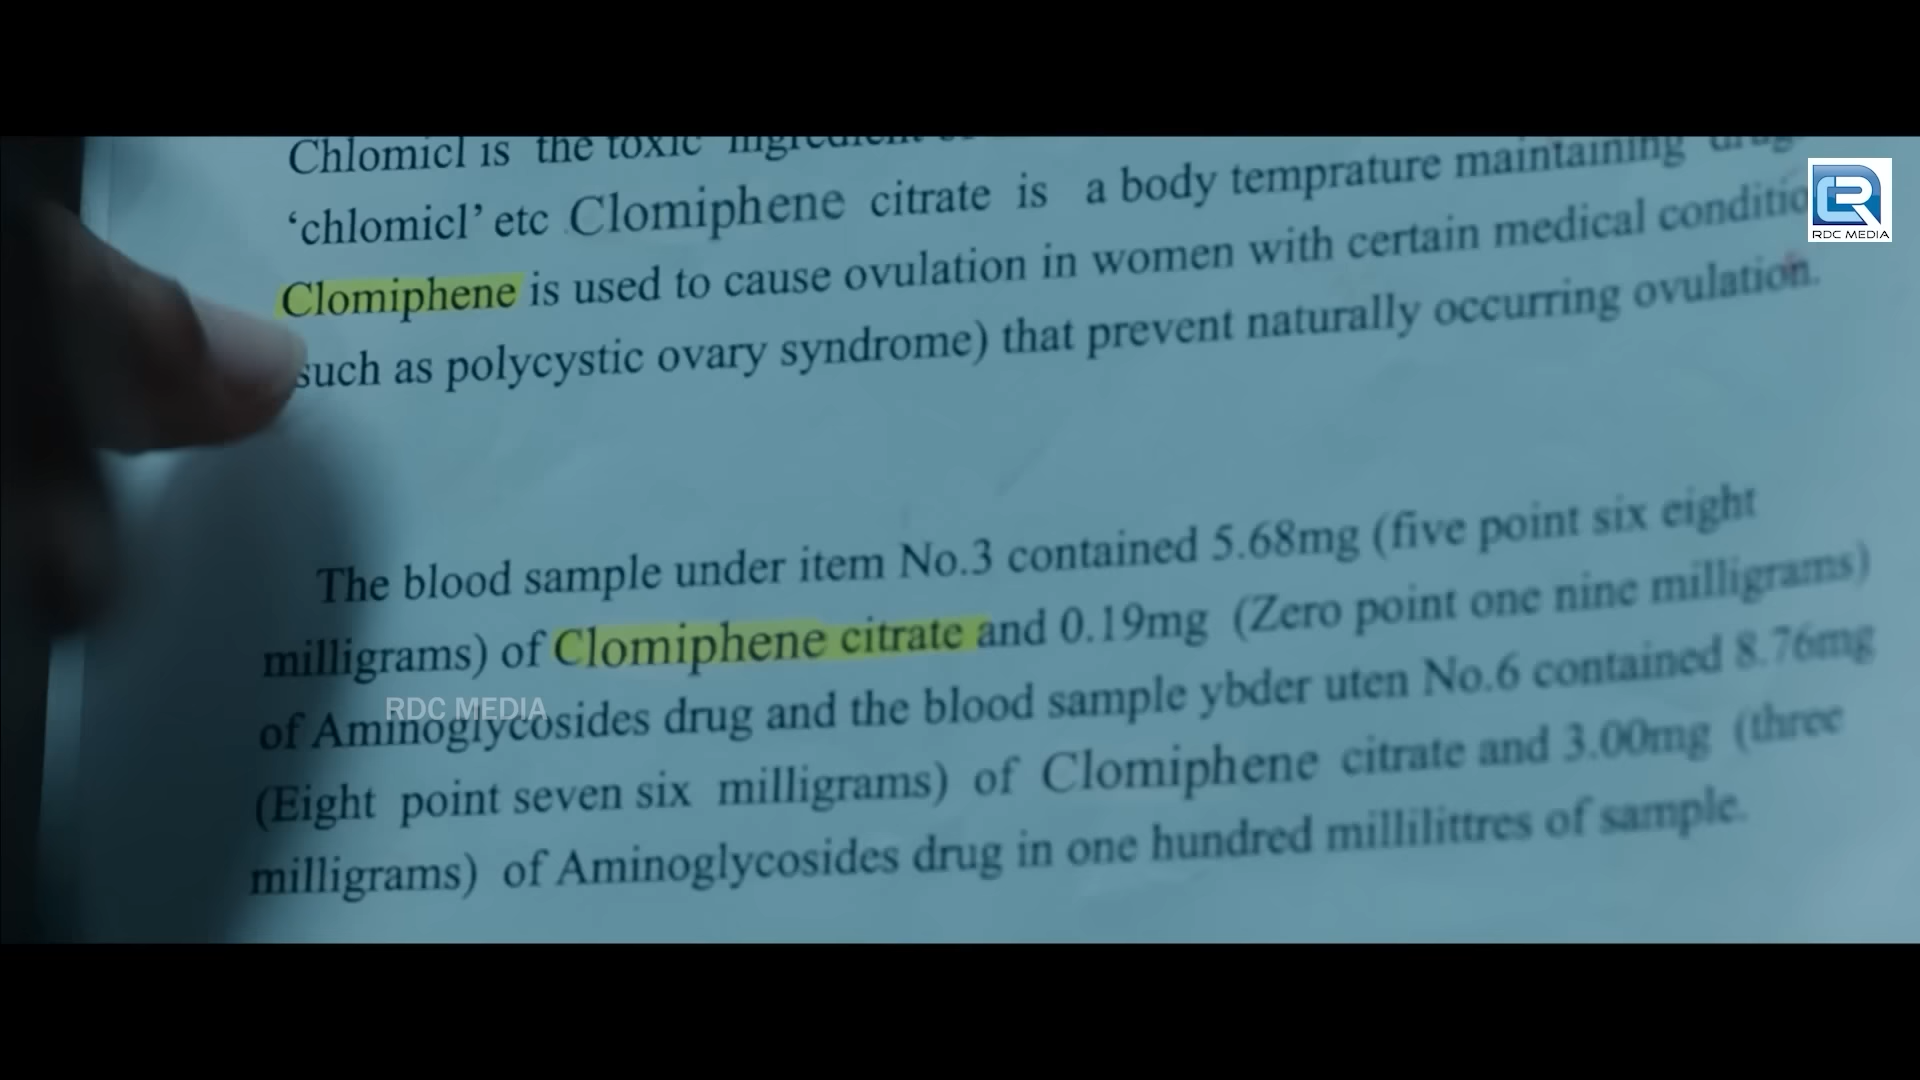 Chlomicl is the toxic ingredient
‘chlomicl’ etc Clomiphene citrate is a body temprature maintaining drug
Clomiphene is used to cause ovulation in women with certain medical conditio
such as polycystic ovary syndrome) that prevent naturally occurring ovulation.
The blood sample under item No.3 contained 5.68mg (five point six eight
milligrams) of Clomiphene citrate and 0.19mg (Zero point one nine milligrams)
of Aminoglycosides drug and the blood sample ybder uten No.6 contained 8.76mg
(Eight point seven six milligrams) of Clomiphene citrate and 3.00mg (three
milligrams) of Aminoglycosides drug in one hundred millilittres of sample.
RDC MEDIA
RDC MEDIA